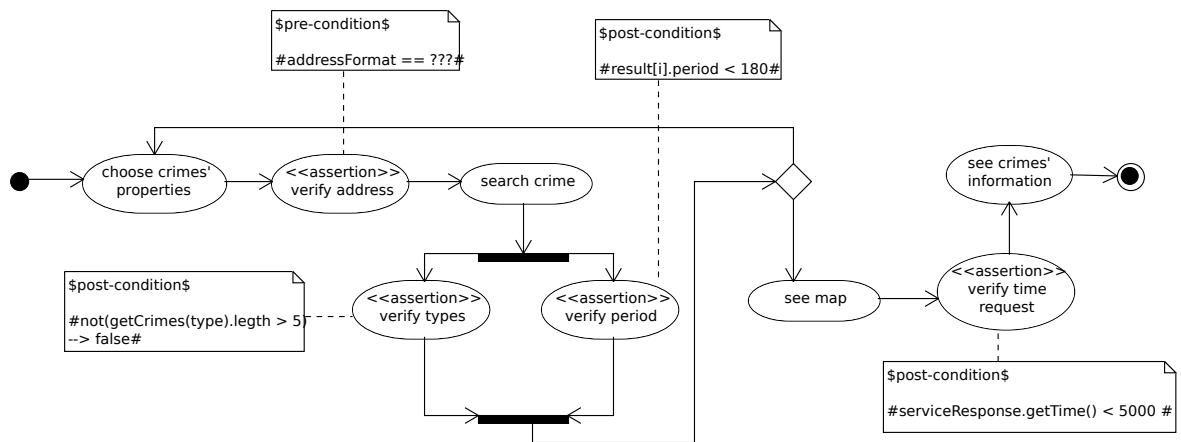 $pre-condition$
#addressFormat == ???#
$post-condition$
#result[i].period < 180#
choose crimes'
properties
<<assertion>>
verify address
search crime
see crimes'
information
$post-condition$
#not(getCrimes(type).legth > 5)
--> false#
<<assertion>>
verify types
<<assertion>>
verify period
see map
<<assertion>>
verify time
request
$post-condition$
#serviceResponse.getTime() < 5000 #